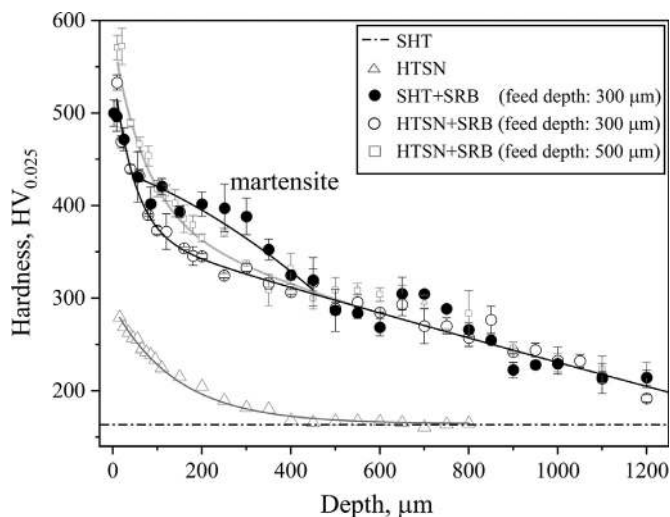 600
500
400
300
200
Hardness, HV0.025
SHT
HTSN
SHT+SRB (feed depth: 300 μm)
HTSN+SRB (feed depth: 300 μm)
HTSN+SRB (feed depth: 500 μm)
martensite
0 200 400 600 800 1000 1200
Depth, μm